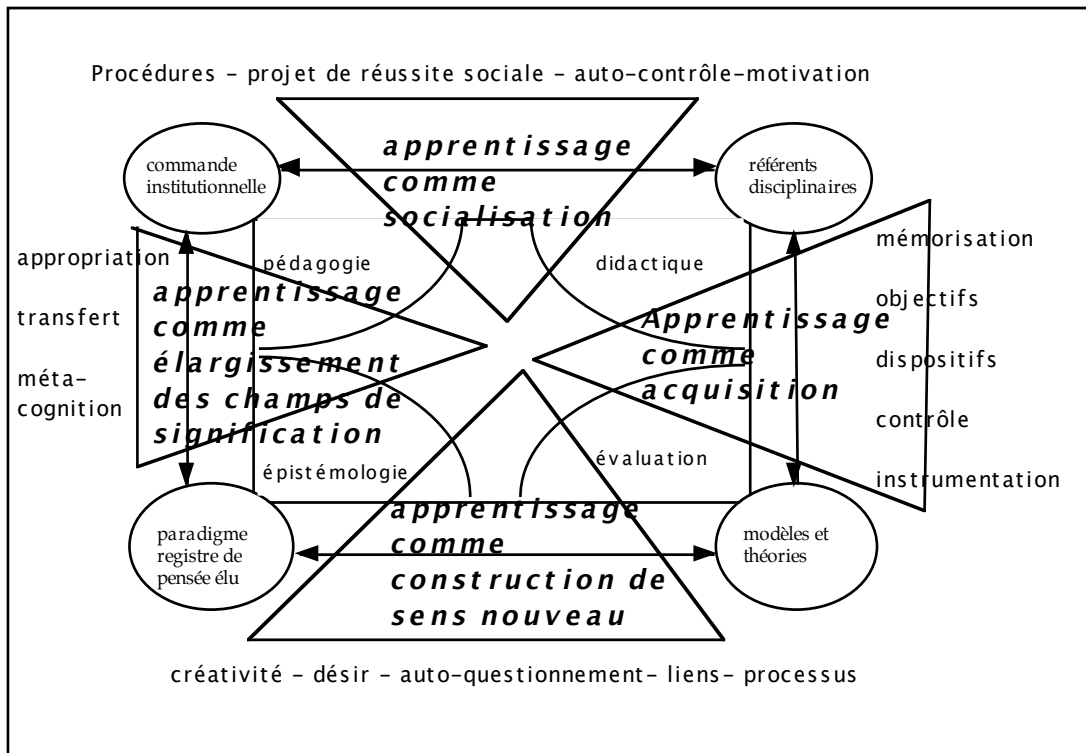 Procédures – projet de réussite sociale – auto-contrôle-motivation
commande
institutionnelle
apprentissage
comme
socialisation
référents
disciplinaires
appropriation
transfert
méta-
cognition
pédagogie
didactique
apprentissage
comme
élargissement
des champs de
signification
Apprentissage
comme
acquisition
mémorisation
objectifs
dispositifs
contrôle
instrumentation
épistémologie
évaluation
paradigme
registre de
pensée élu
apprentissage
comme
construction de
sens nouveau
modèles et
théories
créativité – désir – auto-questionnement– liens– processus